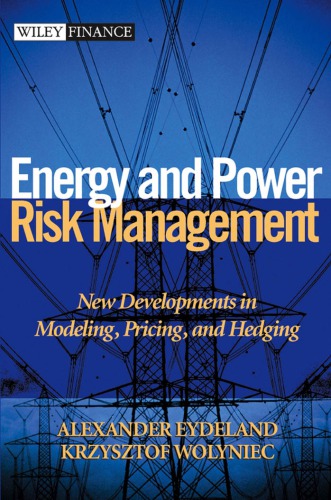 WILEY FINANCE
Energy and Power
Risk Management
New Developments in
Modeling, Pricing, and Hedging
ALEXANDER EYDELAND
KRZYSZTOF WOLYNIEC